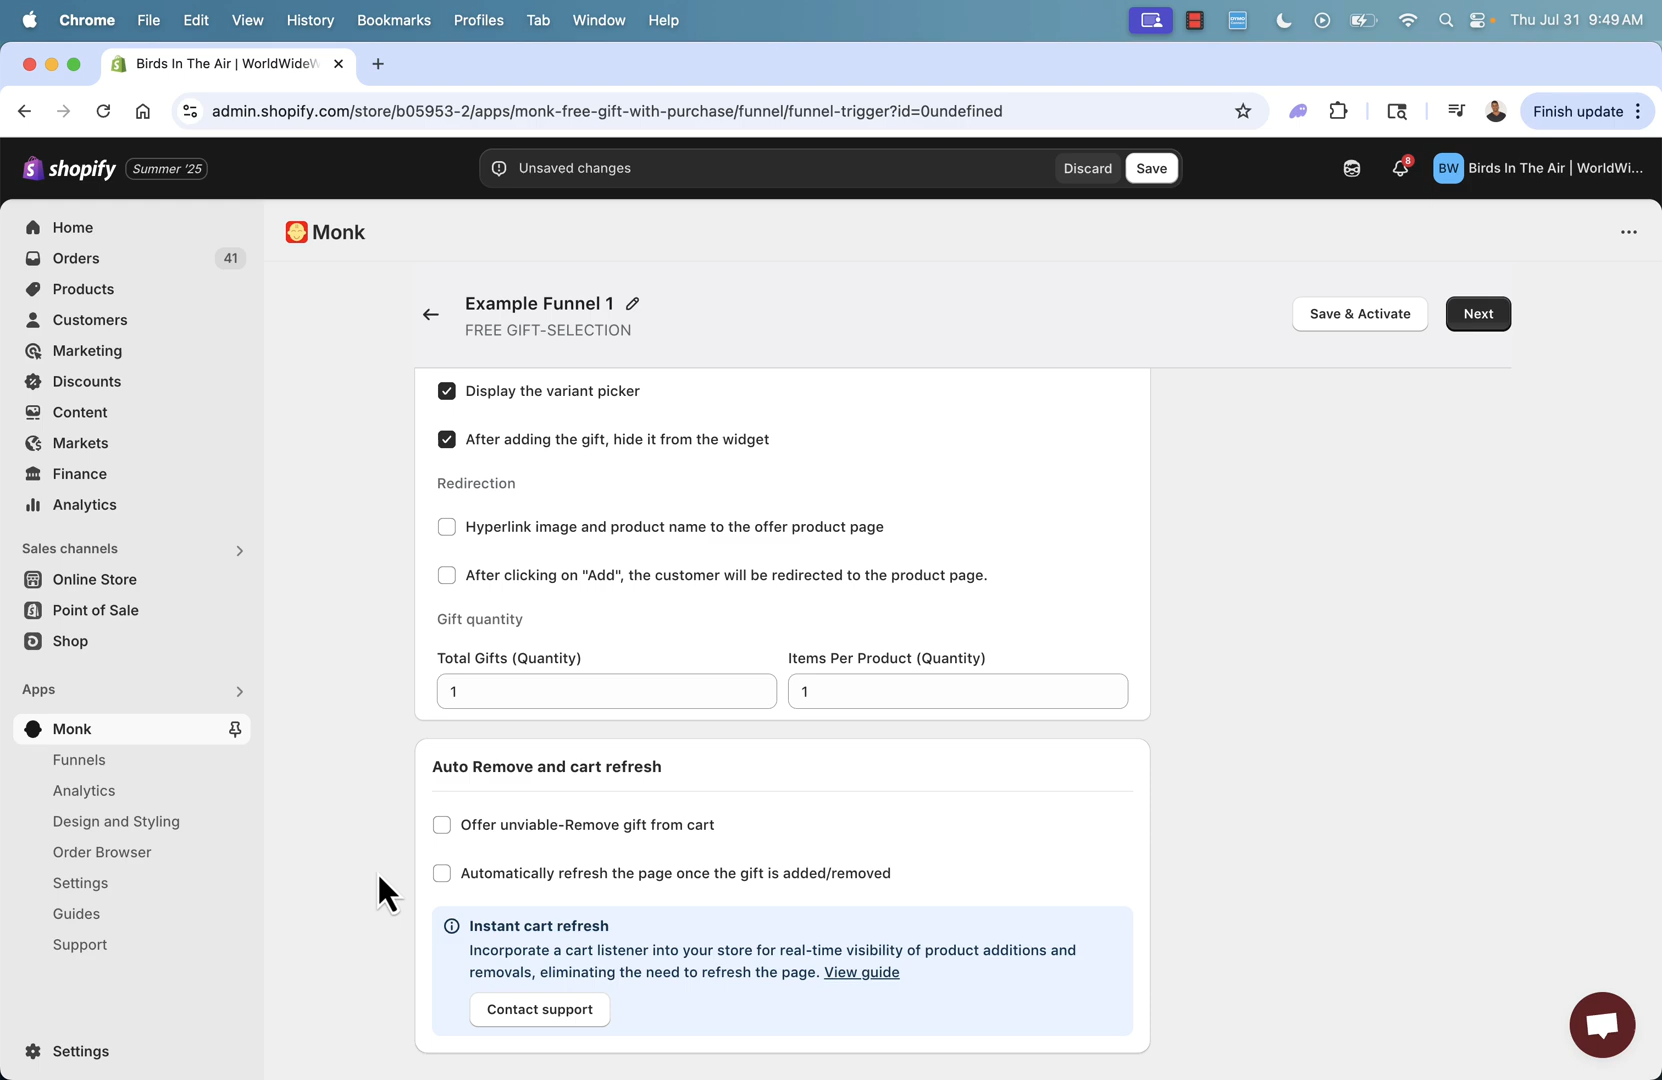 Chrome File Edit View History Bookmarks Profiles Tab Window Help Thu Jul 31 9:49 AM
Birds In The Air | WorldWideW
admin.shopify.com/store/b05953-2/apps/monk-free-gift-with-purchase/funnel/funnel-trigger?id=0undefined Finish update
shopify Summer '25 Unsaved changes Discard Save 8 BW Birds In The Air | WorldWi...
Home
Orders 41
Products
Customers
Marketing
Discounts
Content
Markets
Finance
Analytics
Sales channels
Online Store
Point of Sale
Shop
Apps
Monk
Funnels
Analytics
Design and Styling
Order Browser
Settings
Guides
Support
Settings
Monk
Example Funnel 1
FREE GIFT-SELECTION
Save & Activate Next
Display the variant picker
After adding the gift, hide it from the widget
Redirection
Hyperlink image and product name to the offer product page
After clicking on "Add", the customer will be redirected to the product page.
Gift quantity
Total Gifts (Quantity) Items Per Product (Quantity)
1 1
Auto Remove and cart refresh
Offer unviable-Remove gift from cart
Automatically refresh the page once the gift is added/removed
Instant cart refresh
Incorporate a cart listener into your store for real-time visibility of product additions and
removals, eliminating the need to refresh the page. View guide
Contact support